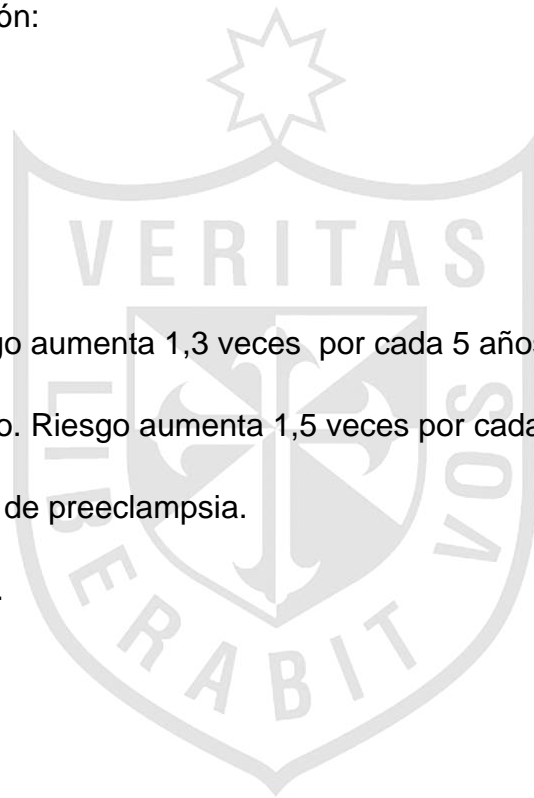 ón:
VERITAS
go aumenta 1,3 veces por cada 5 años
o. Riesgo aumenta 1,5 veces por cada
de preeclampsia.
.
LIBERABIT VOS